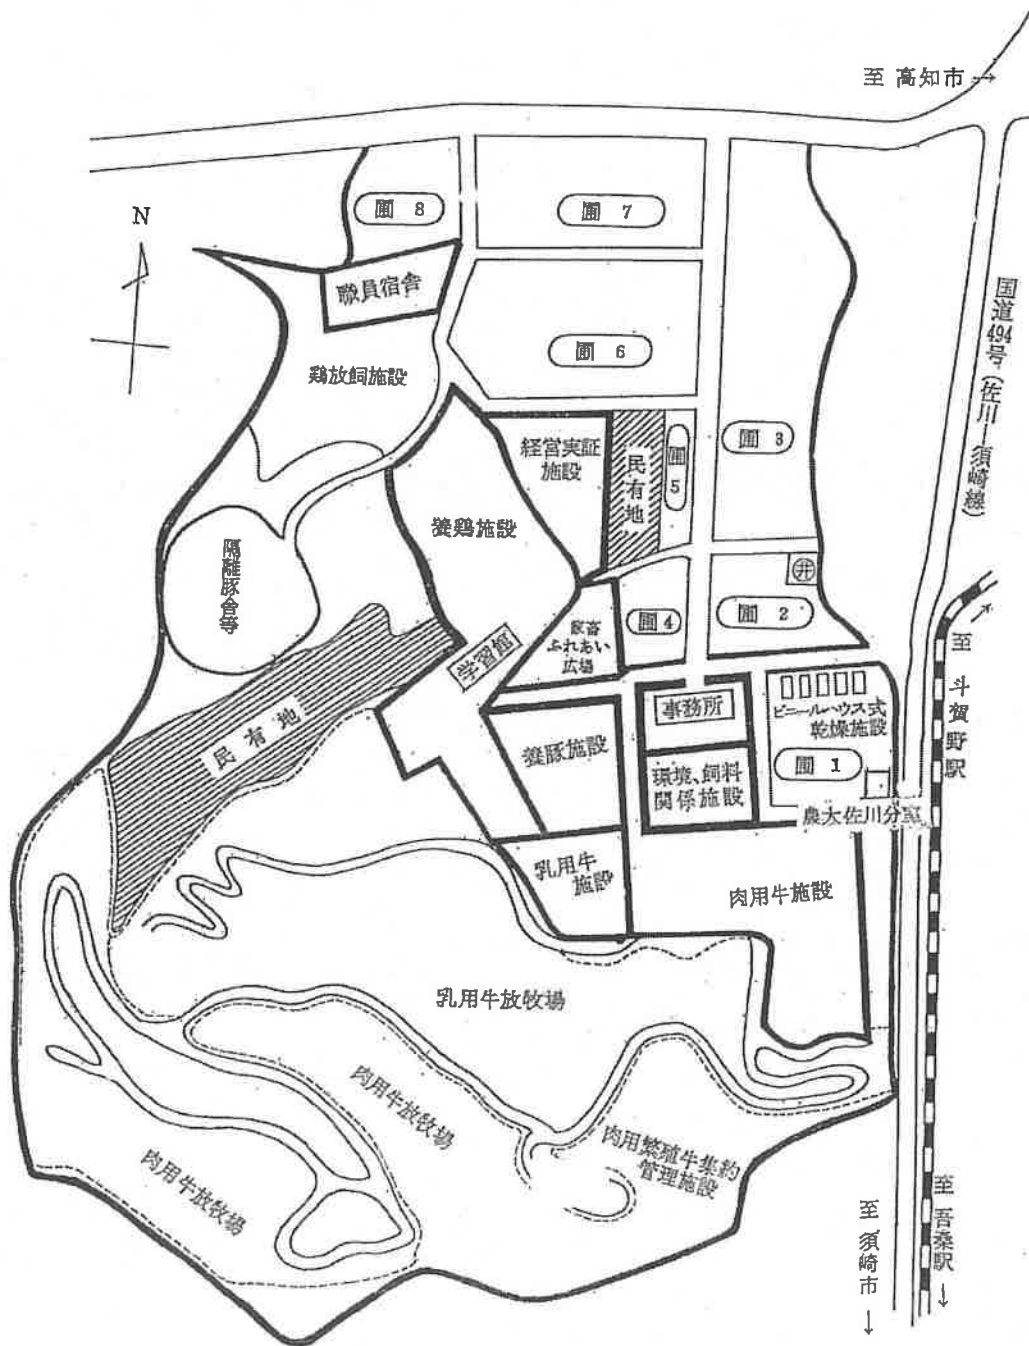 至 高知市 →
N
圃 8
圃 7
職員宿舎
国道494号(佐川―須崎線)
圃 6
鶏放飼施設
経営実証
施設
民有地
圃5
圃 3
養鶏施設
隔離豚舎等
井
圃 4
圃 2
家畜
ふれあい
広場
学習館
至 斗賀野駅
事務所
ビニールハウス式
乾燥施設
民有地
養豚施設
環境、飼料
関係施設
圃 1
農大佐川分室
乳用牛
施設
肉用牛施設
乳用牛放牧場
肉用牛放牧場
肉用繁殖牛集約
管理施設
肉用牛放牧場
至 須崎市 ↓
至 吾桑駅 ↓